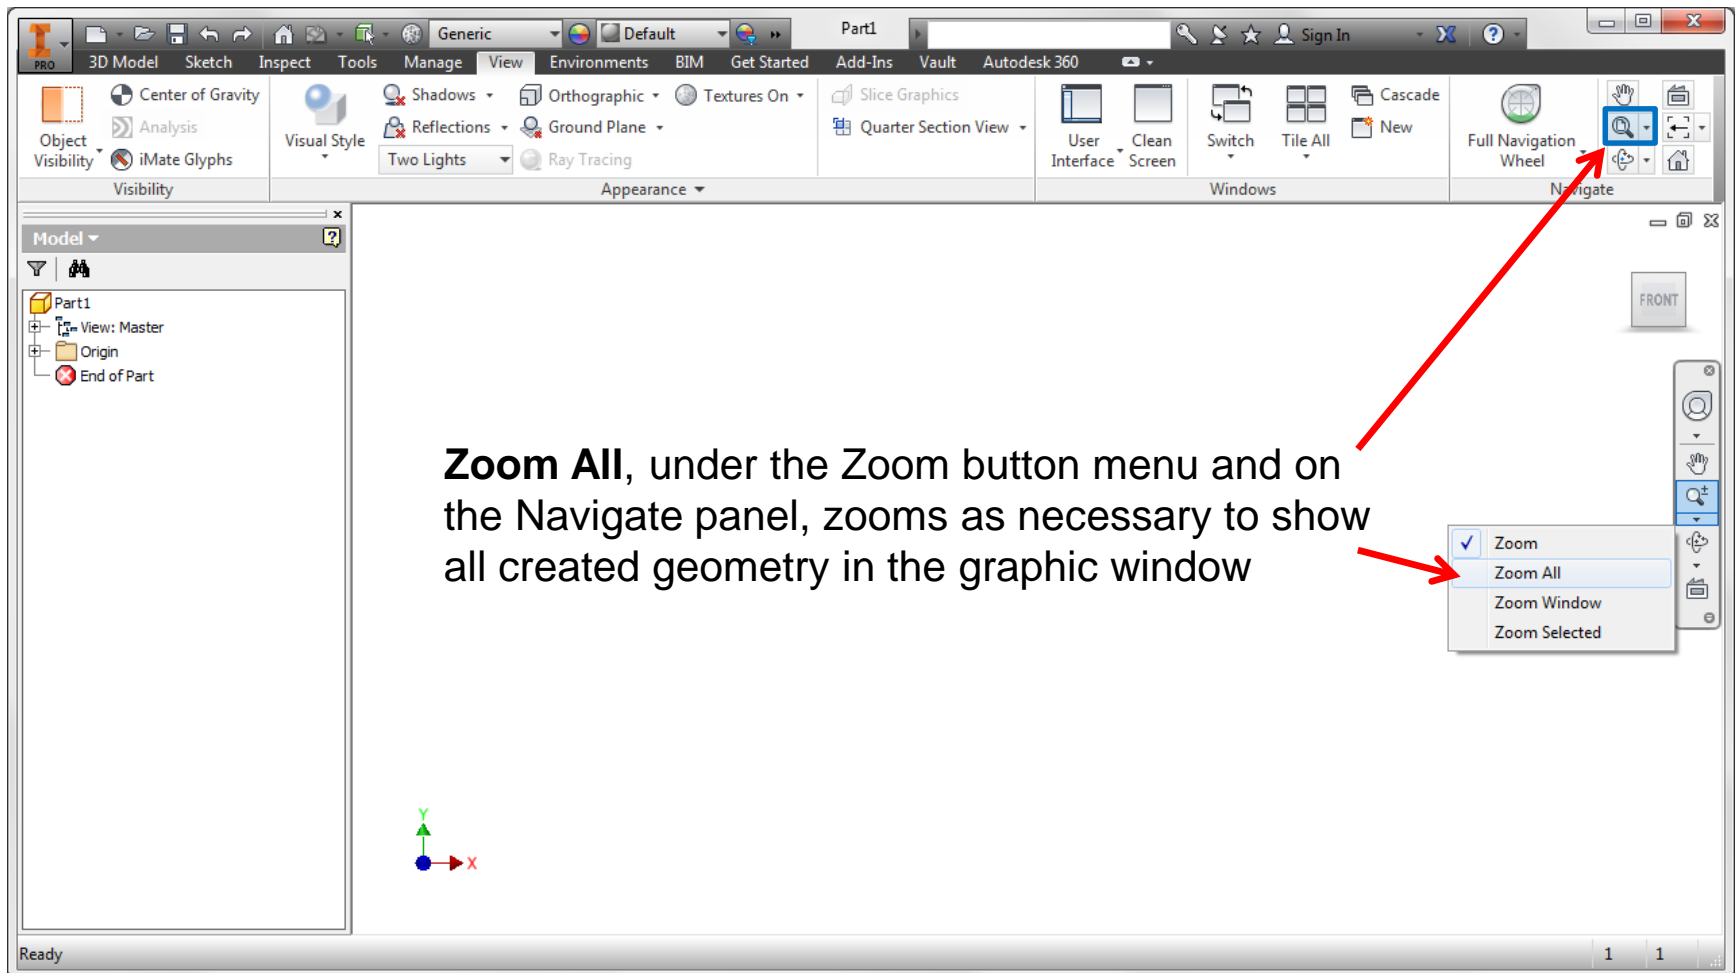 Generic Default Part1 Sign In
PRO 3D Model Sketch Inspect Tools Manage View Environments BIM Get Started Add-Ins Vault Autodesk 360
Center of Gravity Shadows Orthographic Textures On Slice Graphics Cascade
Analysis Reflections Ground Plane Quarter Section View New
Object Visibility iMate Glyphs Visual Style Two Lights Ray Tracing User Interface Clean Screen Switch Tile All Full Navigation Wheel
Visibility Appearance Windows Navigate
Model
Part1
View: Master
Origin
End of Part
FRONT
Zoom All, under the Zoom button menu and on
the Navigate panel, zooms as necessary to show
all created geometry in the graphic window
Zoom
Zoom All
Zoom Window
Zoom Selected
Y
X
Ready 1 1